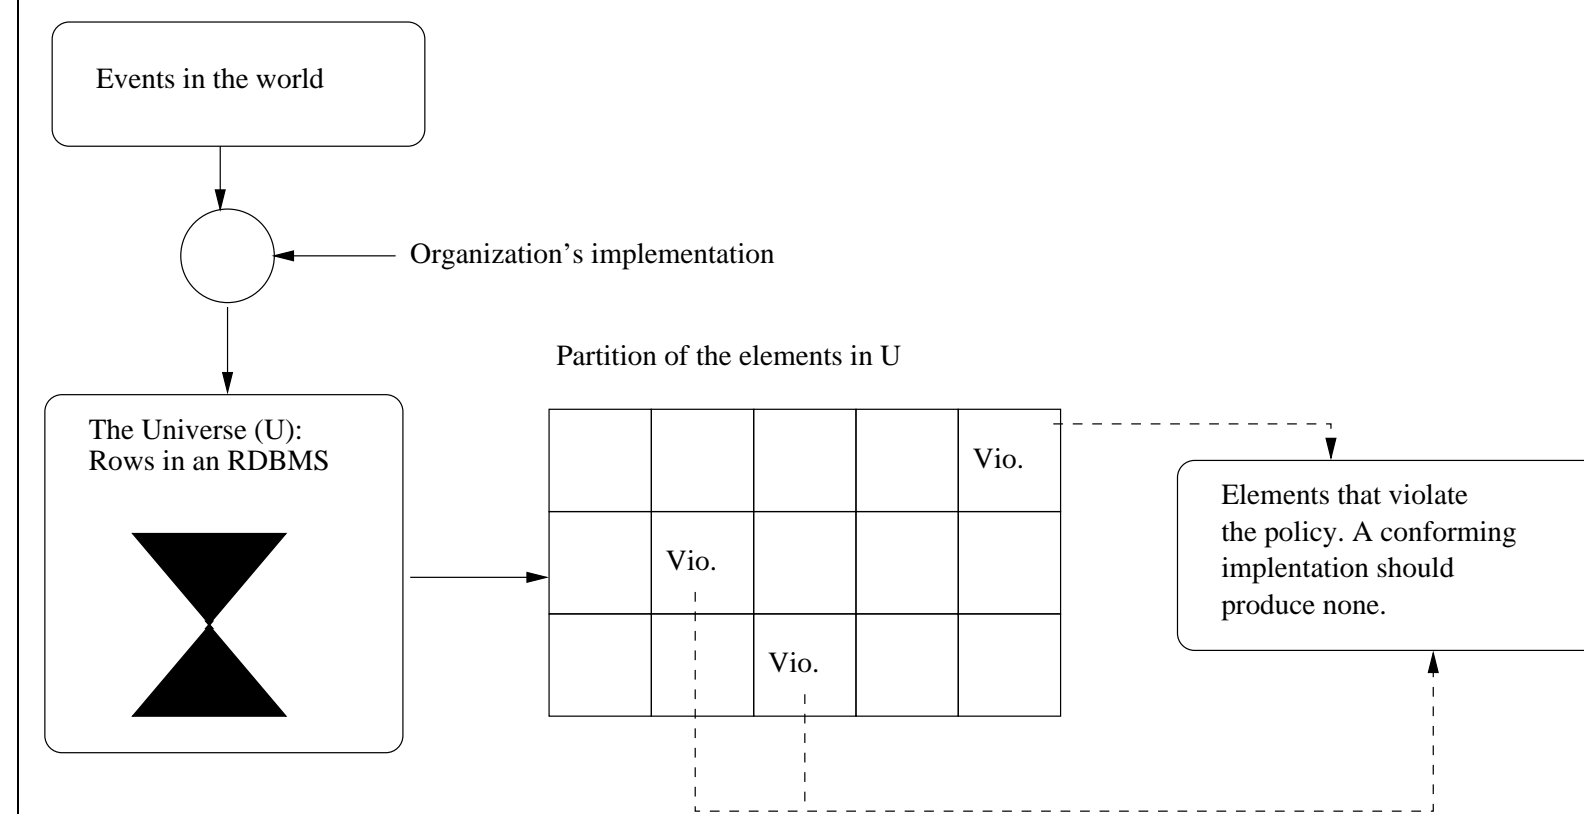 Events in the world
Organization’s implementation
Partition of the elements in U
The Universe (U):
Rows in an RDBMS
Vio.
Vio.
Vio.
Elements that violate
the policy. A conforming
implentation should
produce none.